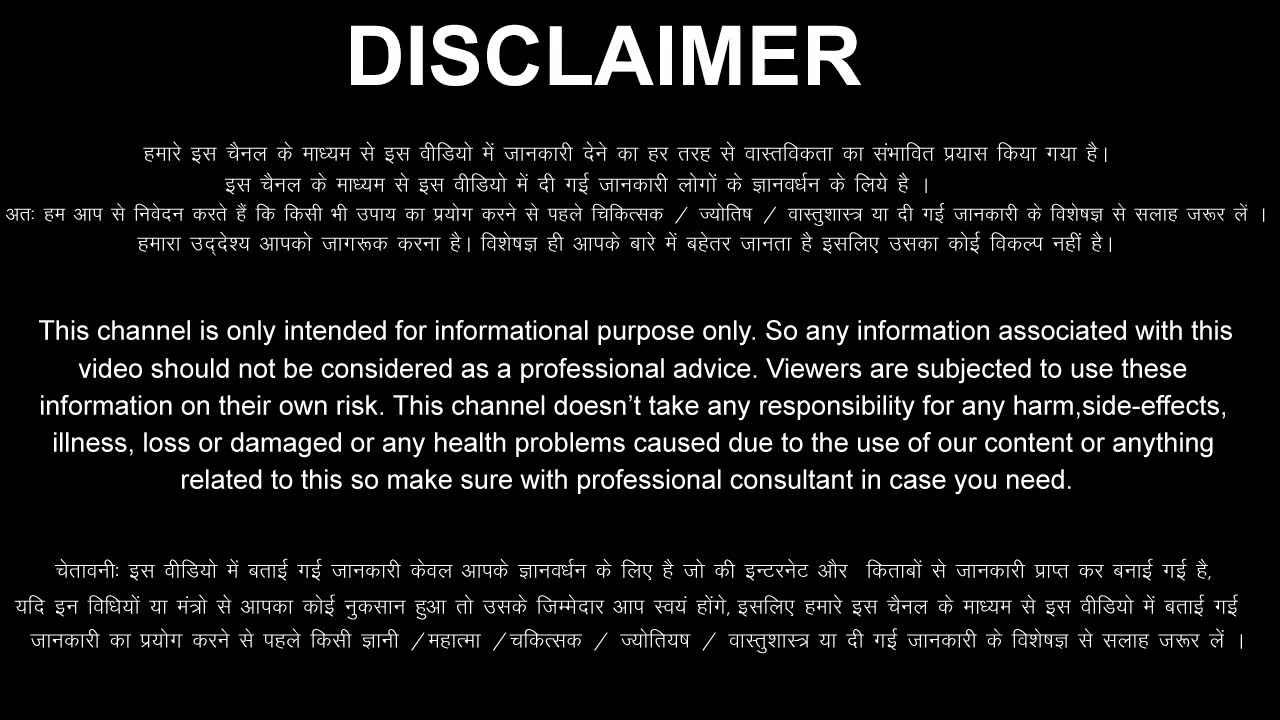 DISCLAIMER
हमारे इस चैनल के माध्यम से इस वीडियो में जानकारी देने का हर तरह से वास्तविकता का संभावित प्रयास किया गया है।
इस चैनल के माध्यम से इस वीडियो में दी गई जानकारी लोगों के ज्ञानवर्धन के लिये है ।
अतः हम आप से निवेदन करते हैं कि किसी भी उपाय का प्रयोग करने से पहले चिकित्सक / ज्योतिष / वास्तुशास्त्र या दी गई जानकारी के विशेषज्ञ से सलाह जरूर लें ।
हमारा उद्देश्य आपको जागरूक करना है। विशेषज्ञ ही आपके बारे में बहेतर जानता है इसलिए उसका कोई विकल्प नहीं है।
This channel is only intended for informational purpose only. So any information associated with this
video should not be considered as a professional advice. Viewers are subjected to use these
information on their own risk. This channel doesn’t take any responsibility for any harm,side-effects,
illness, loss or damaged or any health problems caused due to the use of our content or anything
related to this so make sure with professional consultant in case you need.
चेतावनीः इस वीडियो में बताई गई जानकारी केवल आपके ज्ञानवर्धन के लिए है जो की इन्टरनेट और किताबों से जानकारी प्राप्त कर बनाई गई है,
यदि इन विधियों या मंत्रो से आपका कोई नुकसान हुआ तो उसके जिम्मेदार आप स्वयं होंगे, इसलिए हमारे इस चैनल के माध्यम से इस वीडियो में बताई गई
जानकारी का प्रयोग करने से पहले किसी ज्ञानी /महात्मा /चकित्सक / ज्योतियष / वास्तुशास्त्र या दी गई जानकारी के विशेषज्ञ से सलाह जरूर लें ।